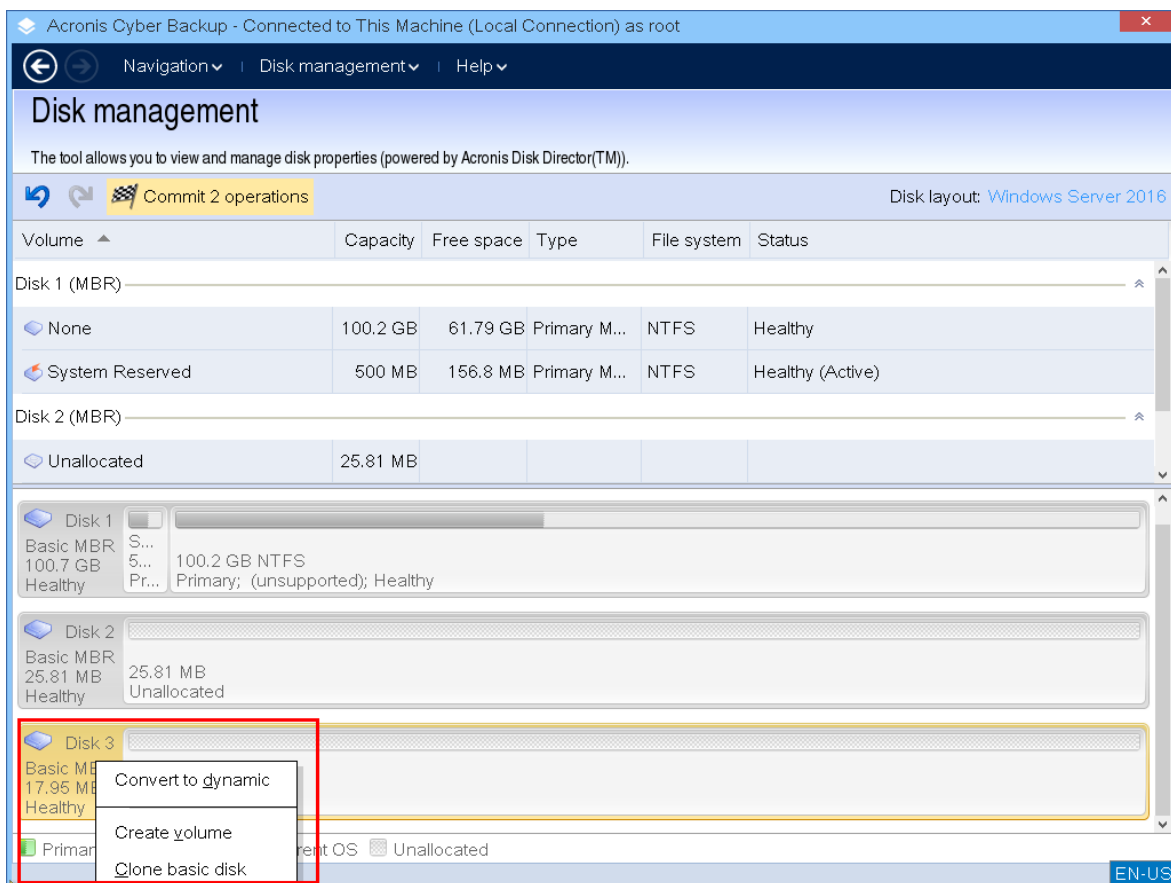 Acronis Cyber Backup - Connected to This Machine (Local Connection) as root
Navigation Disk management Help
Disk management
The tool allows you to view and manage disk properties (powered by Acronis Disk Director(TM)).
Commit 2 operations Disk layout: Windows Server 2016
Volume Capacity Free space Type File system Status
Disk 1 (MBR)
None 100.2 GB 61.79 GB Primary M... NTFS Healthy
System Reserved 500 MB 156.8 MB Primary M... NTFS Healthy (Active)
Disk 2 (MBR)
Unallocated 25.81 MB
Disk 1
Basic MBR
100.7 GB
Healthy
S...
5...
Pr...
100.2 GB NTFS
Primary; (unsupported); Healthy
Disk 2
Basic MBR
25.81 MB
Healthy
25.81 MB
Unallocated
Disk 3
Basic
17.95
Healthy
Convert to dynamic
Create volume
Clone basic disk
OS Unallocated
EN-US